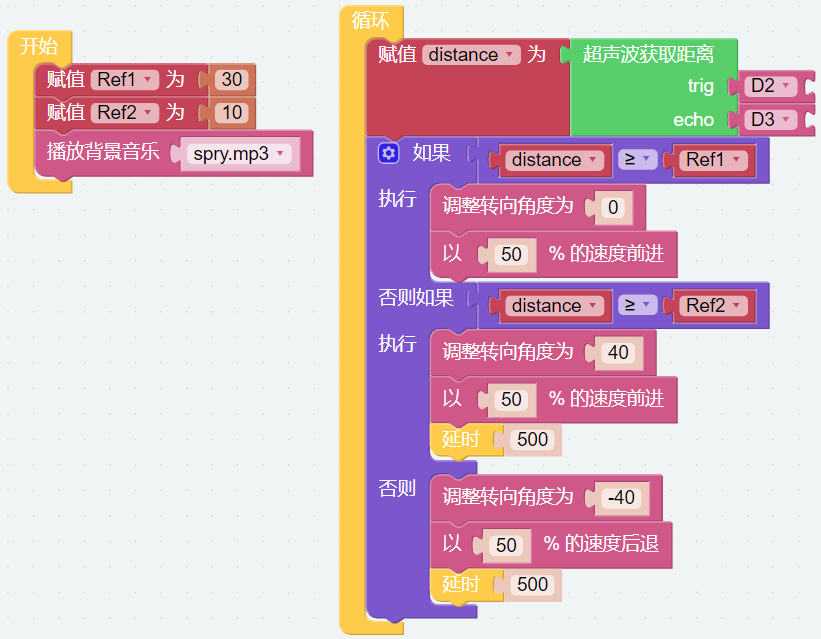 开始
赋值 Ref1 为 30
赋值 Ref2 为 10
播放背景音乐 spry.mp3
循环
赋值 distance 为 超声波获取距离
trig D2
echo D3
如果 distance ≥ Ref1
执行 调整转向角度为 0
以 50 % 的速度前进
否则如果 distance ≥ Ref2
执行 调整转向角度为 40
以 50 % 的速度前进
延时 500
否则 调整转向角度为 -40
以 50 % 的速度后退
延时 500